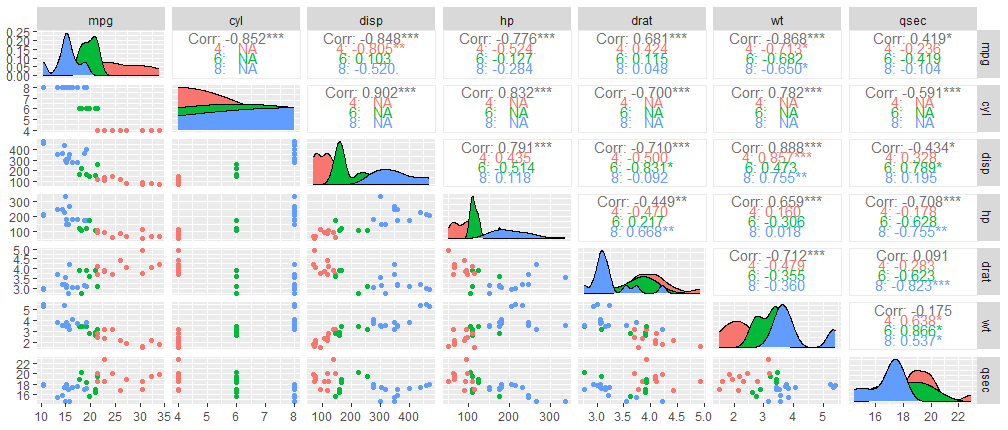 mpg cyl disp hp drat wt qsec
0.25
0.20
0.15
0.10
0.05
0.00
Corr: -0.852***
4: NA
6: NA
8: NA
Corr: -0.848***
4: -0.805**
6: 0.103
8: -0.520.
Corr: -0.776***
4: -0.524.
6: -0.127
8: -0.284
Corr: 0.681***
4: 0.424
6: 0.115
8: 0.048
Corr: -0.868***
4: -0.713*
6: -0.682.
8: -0.650*
Corr: 0.419*
4: -0.236
6: -0.419
8: -0.104
mpg
8
7
6
5
4
Corr: 0.902***
4: NA
6: NA
8: NA
Corr: 0.832***
4: NA
6: NA
8: NA
Corr: -0.700***
4: NA
6: NA
8: NA
Corr: 0.782***
4: NA
6: NA
8: NA
Corr: -0.591***
4: NA
6: NA
8: NA
cyl
400
300
200
100
Corr: 0.791***
4: 0.435
6: -0.514
8: 0.118
Corr: -0.710***
4: -0.500
6: -0.831*
8: -0.092
Corr: 0.888***
4: 0.857***
6: 0.473
8: 0.755**
Corr: -0.434*
4: 0.328
6: 0.789*
8: 0.195
disp
300
200
100
Corr: -0.449**
4: -0.470
6: 0.217
8: 0.668**
Corr: 0.659***
4: 0.160
6: -0.306
8: 0.018
Corr: -0.708***
4: -0.178
6: -0.628
8: -0.755**
hp
5.0
4.5
4.0
3.5
3.0
Corr: -0.712***
4: -0.479
6: -0.355
8: -0.360
Corr: 0.091
4: -0.283
6: -0.623
8: -0.823***
drat
5
4
3
2
Corr: -0.175
4: 0.638*
6: 0.866*
8: 0.537*
wt
22
20
18
16
qsec
10 15 20 25 30 35 4 5 6 7 8 100 200 300 400 100 200 300 3.0 3.5 4.0 4.5 5.0 2 3 4 5 16 18 20 22